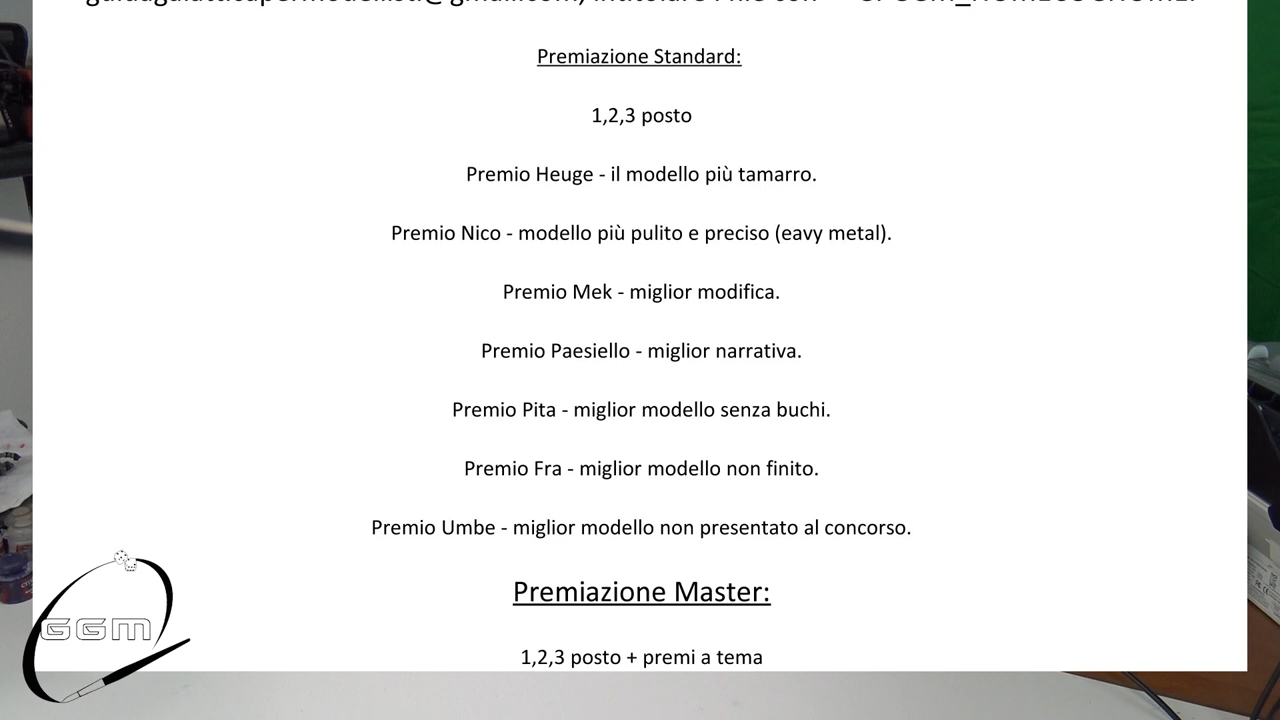 Premiazione Standard:
1,2,3 posto
Premio Heuge - il modello più tamarro.
Premio Nico - modello più pulito e preciso (eavy metal).
Premio Mek - miglior modifica.
Premio Paesiello - miglior narrativa.
Premio Pita - miglior modello senza buchi.
Premio Fra - miglior modello non finito.
Premio Umbe - miglior modello non presentato al concorso.
Premiazione Master:
GGM
1,2,3 posto + premi a tema